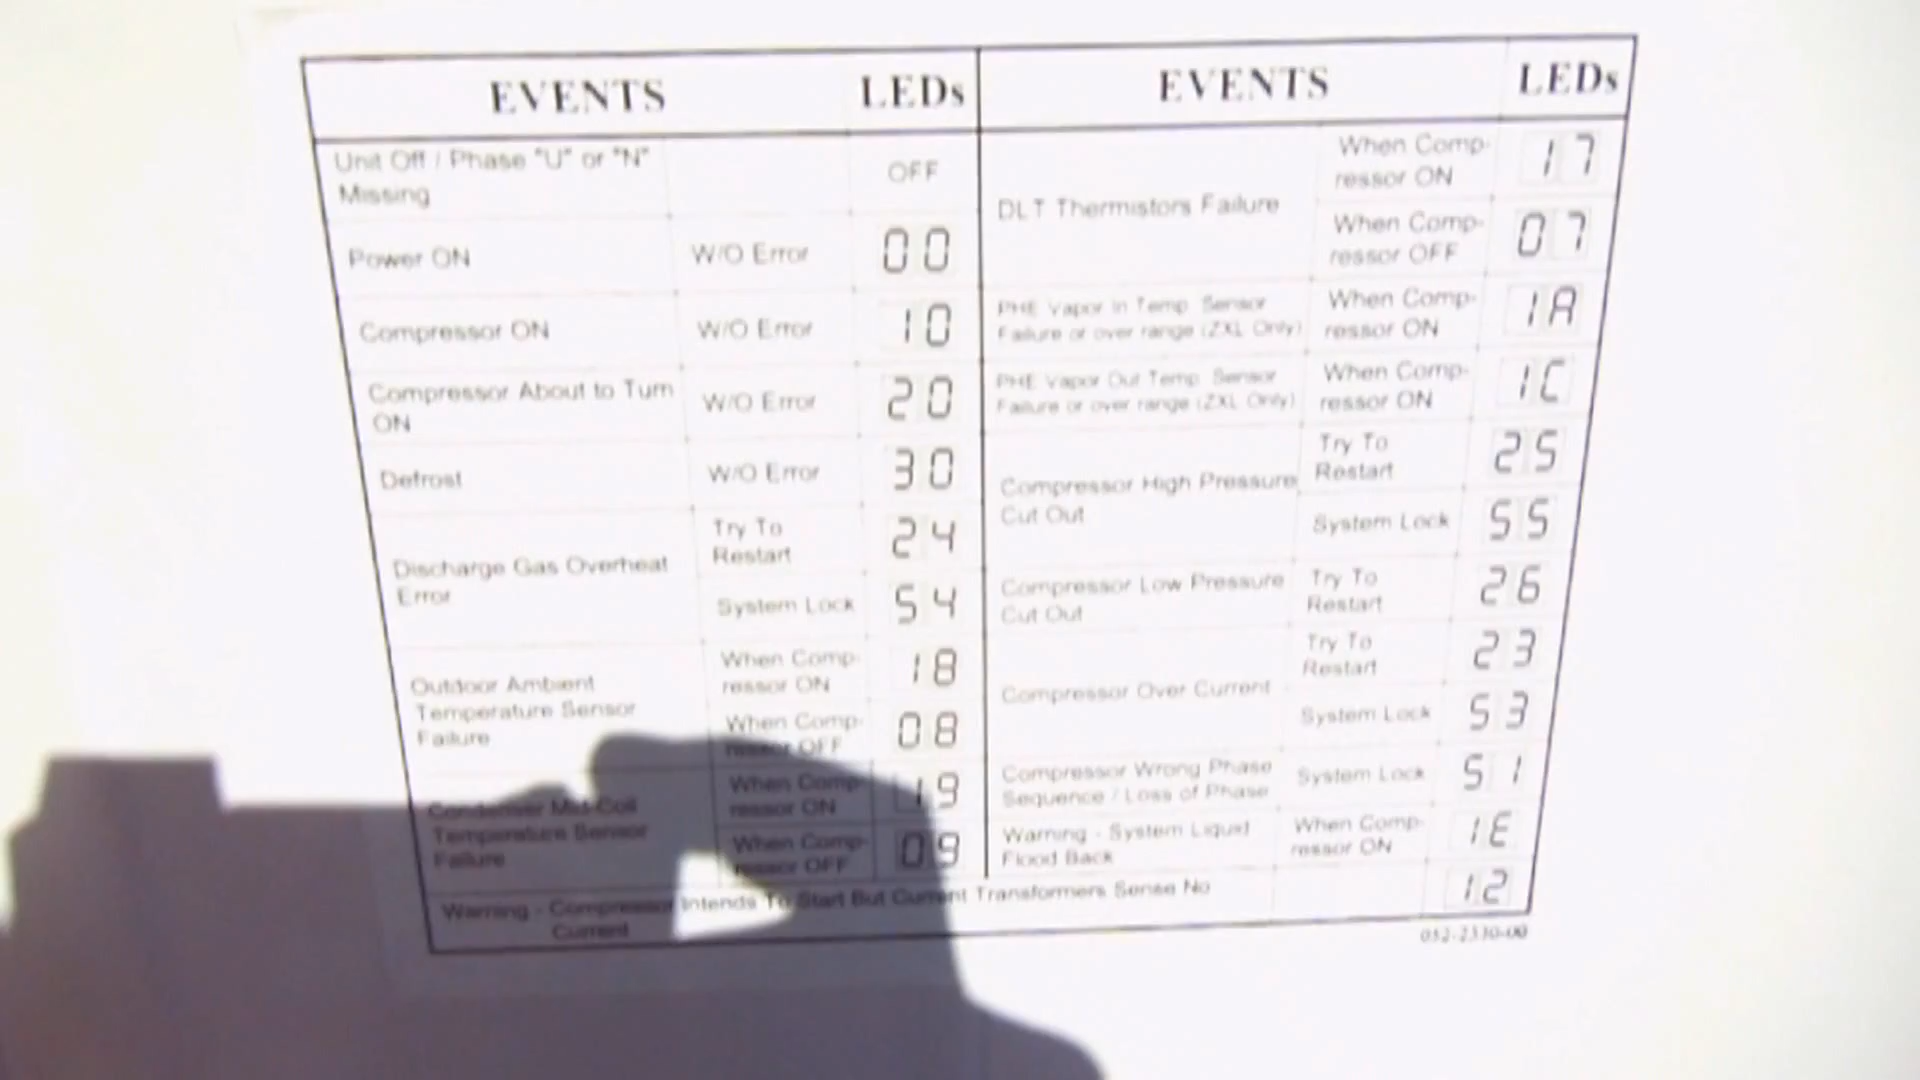 EVENTS LEDs
Unit Off / Phase "U" or "N"
Missing
OFF
Power ON W/O Error 00
Compressor ON W/O Error 10
Compressor About to Turn
ON
W/O Error 20
Defrost W/O Error 30
Discharge Gas Overheat
Error
Try To
Restart
24
System Lock 54
Outdoor Ambient
Temperature Sensor
Failure
When Comp-
ressor ON
18
When Comp-
ressor OFF
08
Condenser Mid-Coil
Temperature Sensor
Failure
When Comp-
ressor ON
19
When Comp-
ressor OFF
09
EVENTS LEDs
DLT Thermistors Failure
When Comp-
ressor ON
17
When Comp-
ressor OFF
07
PHE Vapor In Temp. Sensor
Failure or over range (ZXL Only)
When Comp-
ressor ON
1A
PHE Vapor Out Temp. Sensor
Failure or over range (ZXL Only)
When Comp-
ressor ON
1C
Compressor High Pressure
Cut Out
Try To
Restart
25
System Lock 55
Compressor Low Pressure
Cut Out
Try To
Restart
26
Compressor Over Current
Try To
Restart
23
System Lock 53
Compressor Wrong Phase
Sequence / Loss of Phase
System Lock 51
Warning - System Liquid
Flood Back
When Comp-
ressor ON
1E
Warning - Compressor Intends To Start But Current Transformers Sense No
Current
12
032-2330-00